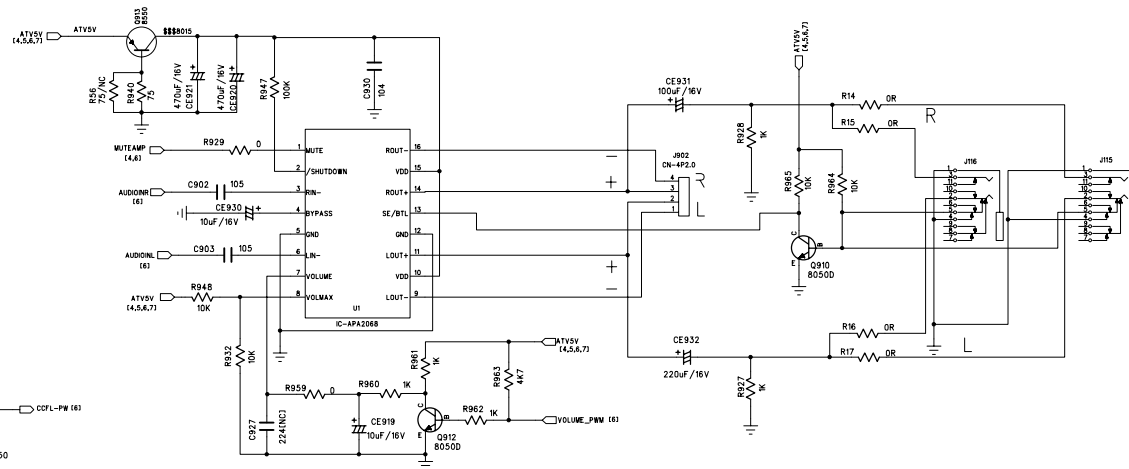 Q913
8550
ATV5V
[4,5,6,7]
ATV5V
$$$8015
R56
75/NC
R940
75
470uF/16V
CE921
470uF/16V
CE920
R947
100K
C930
104
MUTEAMP
[4,6]
R929
0
AUDIOINR
[6]
C902
105
CE930
10uF/16V
AUDIOINL
[6]
C903
105
ATV5V
[4,5,6,7]
R948
10K
1
MUTE
2
/SHUTDOWN
3
RIN-
4
BYPASS
5
GND
6
LIN-
7
VOLUME
8
VOLMAX
ROUT-
16
VDD
15
ROUT+
14
SE/BTL
13
GND
12
LOUT+
11
VDD
10
LOUT-
9
U1
IC-APA2068
R932
10K
C927
224[NC]
R959
0
R960
1K
CE919
10uF/16V
R961
1K
C
B
E
Q912
8050D
R962
1K
R963
4K7
ATV5V
[4,5,6,7]
VOLUME_PWM [6]
CCFL-PW [6]
50
CE931
100uF/16V
J902
CN-4P2.0
4
3
2
1
R
L
−
+
+
−
R928
1K
ATV5V
[4,5,6,7]
R965
10K
R964
10K
C
B
E
Q910
8050D
R14
0R
R15
0R
R
J116
J115
CE932
220uF/16V
R927
1K
R16
0R
R17
0R
L